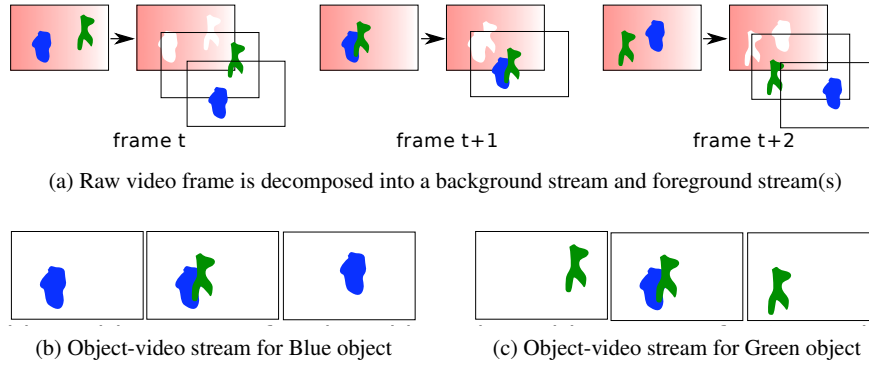 frame t
frame t+1
frame t+2
(a) Raw video frame is decomposed into a background stream and foreground stream(s)
(b) Object-video stream for Blue object
(c) Object-video stream for Green object